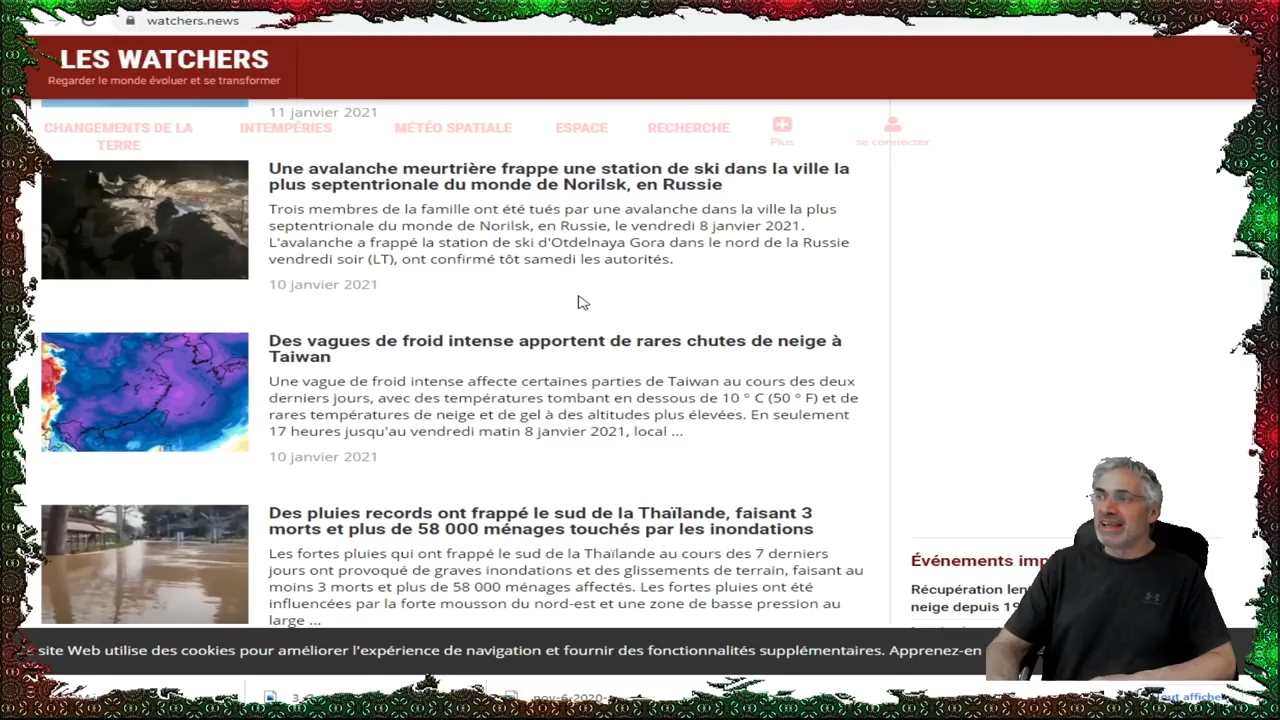 watchers.news
LES WATCHERS
Regarder le monde évoluer et se transformer
11 janvier 2021
CHANGEMENTS DE LA
TERRE
INTEMPÉRIES
MÉTÉO SPATIALE
ESPACE
RECHERCHE
Plus
se connecter
Une avalanche meurtrière frappe une station de ski dans la ville la
plus septentrionale du monde de Norilsk, en Russie
Trois membres de la famille ont été tués par une avalanche dans la ville la plus
septentrionale du monde de Norilsk, en Russie, le vendredi 8 janvier 2021.
L'avalanche a frappé la station de ski d'Otdelnaya Gora dans le nord de la Russie
vendredi soir (LT), ont confirmé tôt samedi les autorités.
10 janvier 2021
Des vagues de froid intense apportent de rares chutes de neige à
Taiwan
Une vague de froid intense affecte certaines parties de Taiwan au cours des deux
derniers jours, avec des températures tombant en dessous de 10 ° C (50 ° F) et de
rares températures de neige et de gel à des altitudes plus élevées. En seulement
17 heures jusqu'au vendredi matin 8 janvier 2021, local ...
10 janvier 2021
Des pluies records ont frappé le sud de la Thaïlande, faisant 3
morts et plus de 58 000 ménages touchés par les inondations
Les fortes pluies qui ont frappé le sud de la Thaïlande au cours des 7 derniers
jours ont provoqué de graves inondations et des glissements de terrain, faisant au
moins 3 morts et plus de 58 000 ménages affectés. Les fortes pluies ont été
influencées par la forte mousson du nord-est et une zone de basse pression au
large ...
Événements imp
Récupération
neige depuis
site Web utilise des cookies pour améliorer l'expérience de navigation et fournir des fonctionnalités supplémentaires. Apprenez-en
nov-6-2020-
out affiche